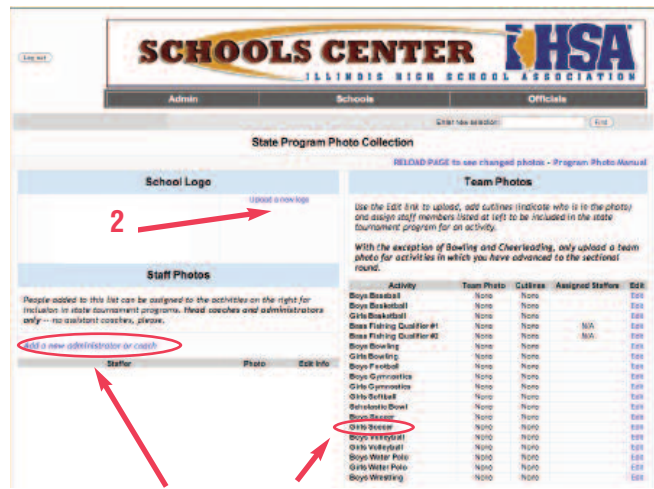 Log out
SCHOOLS CENTER
IHSA
ILLINOIS HIGH SCHOOL ASSOCIATION
Admin Schools Officials
Enter new selection: Find
State Program Photo Collection
RELOAD PAGE to see changed photos - Program Photo Manual
School Logo
Upload a new logo
2
Staff Photos
People added to this list can be assigned to the activities on the right for
inclusion in state tournament programs. Head coaches and administrators
only -- no assistant coaches, please.
Add a new administrator or coach
Staffer Photo Edit Info
Team Photos
Use the Edit link to upload, add cutlines (indicate who is in the photo)
and assign staff members listed at left to be included in the state
tournament program for an activity.
With the exception of Bowling and Cheerleading, only upload a team
photo for activities in which you have advanced to the sectional
round.
Activity Team Photo Cutlines Assigned Staffers Edit
Boys Baseball None None Edit
Boys Basketball None None Edit
Girls Basketball None None Edit
Bass Fishing Qualifier #1 None None N/A Edit
Bass Fishing Qualifier #2 None None N/A Edit
Boys Bowling None None Edit
Girls Bowling None None Edit
Boys Football None None Edit
Boys Gymnastics None None Edit
Girls Gymnastics None None Edit
Girls Softball None None Edit
Scholastic Bowl None None Edit
Boys Soccer None None Edit
Girls Soccer None None Edit
Boys Volleyball None None Edit
Girls Volleyball None None Edit
Boys Water Polo None None Edit
Girls Water Polo None None Edit
Boys Wrestling None None Edit